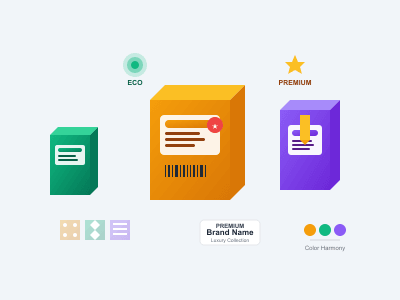 ECO
PREMIUM
PREMIUM
Brand Name
Luxury Collection
Color Harmony